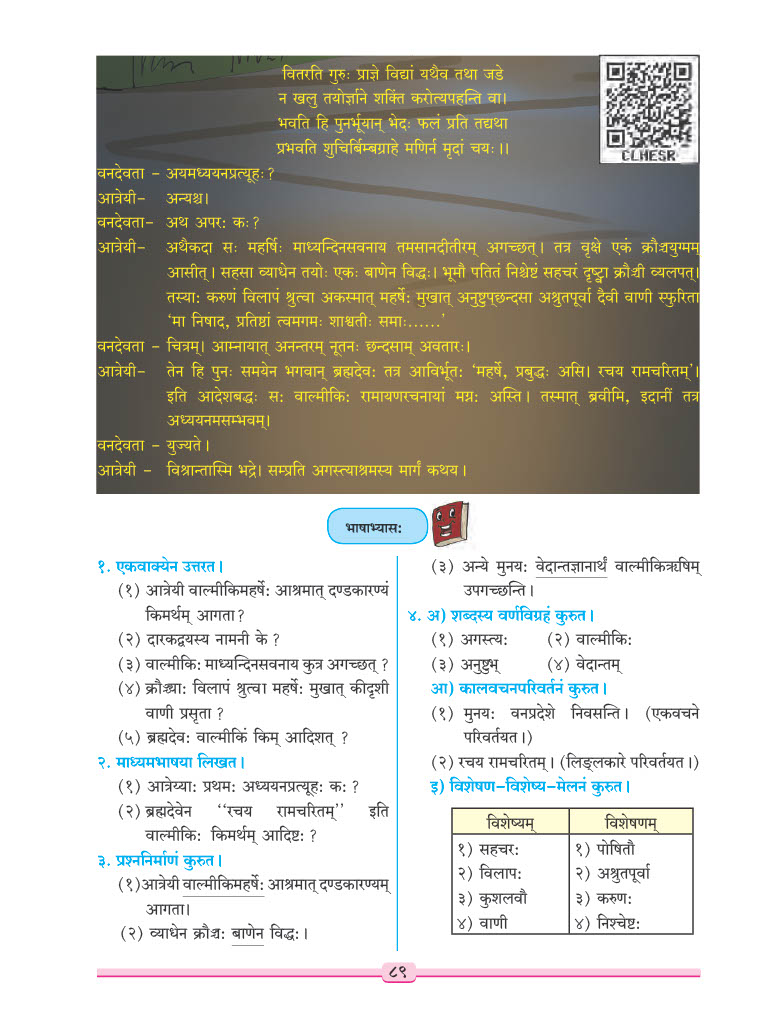 वितरति गुरुः प्राज्ञे विद्यां यथैव तथा जडे
न खलु तयोर्ज्ञाने शक्तिं करोत्यपहन्ति वा।
भवति हि पुनर्भूयान् भेदः फलं प्रति तद्यथा
प्रभवति शुचिर्बिम्बग्राहे मणिर्न मृदां चयः।।
CLHESR
वनदेवता – अयमध्ययनप्रत्यूहः?
आत्रेयी- अन्यश्च।
वनदेवता- अथ अपरः कः?
आत्रेयी- अथैकदा सः महर्षिः माध्यन्दिनसवनाय तमसानदीतीरम् अगच्छत्। तत्र वृक्षे एकं क्रौञ्चयुग्मम्
आसीत्। सहसा व्याधेन तयोः एकः बाणेन विद्धः। भूमौ पतितं निश्चेष्टं सहचरं दृष्ट्वा क्रौञ्ची व्यलपत्।
तस्याः करुणं विलापं श्रुत्वा अकस्मात् महर्षेः मुखात् अनुष्टुप्छन्दसा अश्रुतपूर्वा दैवी वाणी स्फुरिता
‘मा निषाद, प्रतिष्ठां त्वमगमः शाश्वतीः समाः......’
वनदेवता – चित्रम्। आम्नायात् अनन्तरम् नूतनः छन्दसाम् अवतारः।
आत्रेयी- तेन हि पुनः समयेन भगवान् ब्रह्मदेवः तत्र आविर्भूतः ‘महर्षे, प्रबुद्धः असि। रचय रामचरितम्’।
इति आदेशबद्धः सः वाल्मीकिः रामायणरचनायां मग्नः अस्ति। तस्मात् ब्रवीमि, इदानीं तत्र
अध्ययनमसम्भवम्।
वनदेवता – युज्यते।
आत्रेयी – विश्रान्तास्मि भद्रे। सम्प्रति अगस्त्याश्रमस्य मार्गं कथय।
भाषाभ्यासः
१. एकवाक्येन उत्तरत।
(१) आत्रेयी वाल्मीकिमहर्षेः आश्रमात् दण्डकारण्यं
किमर्थम् आगता?
(२) दारकद्वयस्य नामनी के ?
(३) वाल्मीकिः माध्यन्दिनसवनाय कुत्र अगच्छत् ?
(४) क्रौञ्च्याः विलापं श्रुत्वा महर्षेः मुखात् कीदृशी
वाणी प्रसृता ?
(५) ब्रह्मदेवः वाल्मीकिं किम् आदिशत् ?
२. माध्यमभाषया लिखत।
(१) आत्रेय्याः प्रथमः अध्ययनप्रत्यूहः कः ?
(२) ब्रह्मदेवेन “रचय रामचरितम्” इति
वाल्मीकिः किमर्थम् आदिष्टः ?
३. प्रश्ननिर्माणं कुरुत।
(१)आत्रेयी वाल्मीकिमहर्षेः आश्रमात् दण्डकारण्यम्
आगता।
(२) व्याधेन क्रौञ्चः बाणेन विद्धः।
(३) अन्ये मुनयः वेदान्तज्ञानार्थं वाल्मीकिऋषिम्
उपगच्छन्ति।
४. अ) शब्दस्य वर्णविग्रहं कुरुत।
(१) अगस्त्यः (२) वाल्मीकिः
(३) अनुष्टुभ् (४) वेदान्तम्
आ) कालवचनपरिवर्तनं कुरुत।
(१) मुनयः वनप्रदेशे निवसन्ति। (एकवचने
परिवर्तयत।)
(२) रचय रामचरितम्। (लिङ्लकारे परिवर्तयत।)
इ) विशेषण–विशेष्य–मेलनं कुरुत।
विशेष्यम् विशेषणम्
१) सहचरः १) पोषितौ
२) विलापः २) अश्रुतपूर्वा
३) कुशलवौ ३) करुणः
४) वाणी ४) निश्चेष्टः
८९